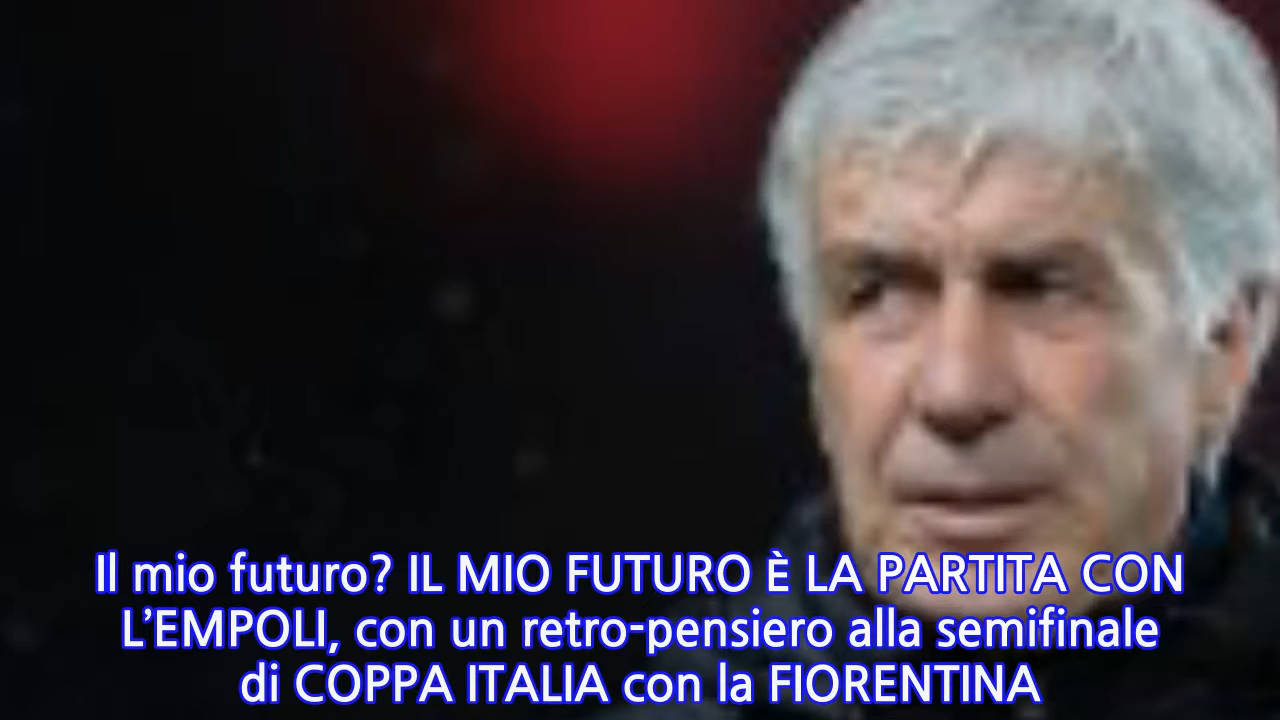 Il mio futuro? IL MIO FUTURO È LA PARTITA CON
L’EMPOLI, con un retro-pensiero alla semifinale
di COPPA ITALIA con la FIORENTINA